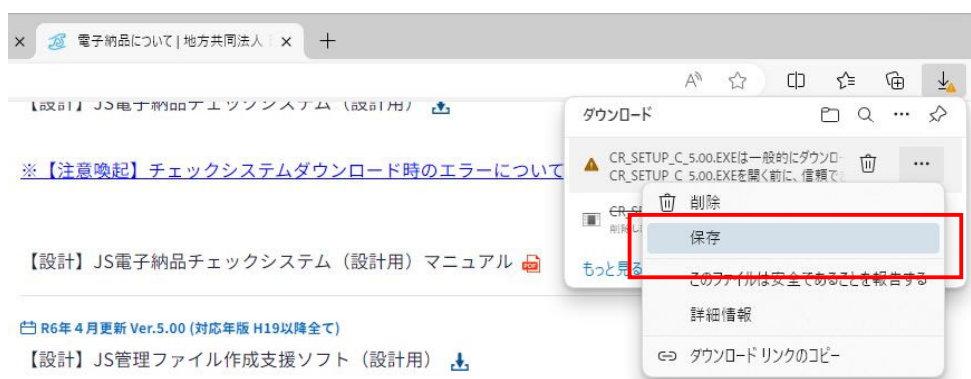 電子納品について | 地方共同法人
【設計】JS電子納品チェックシステム（設計用）
ダウンロード
※【注意喚起】チェックシステムダウンロード時のエラーについて
CR_SETUP_C_5.00.EXEは一般的にダウンロ
CR_SETUP_C_5.00.EXEを開く前に、信頼で
削除
保存
【設計】JS電子納品チェックシステム（設計用）マニュアル
もっと見る
このファイルは安全であることを報告する
詳細情報
R6年4月更新 Ver.5.00 (対応年版 H19以降全て)
【設計】JS管理ファイル作成支援ソフト（設計用）
ダウンロード リンクのコピー